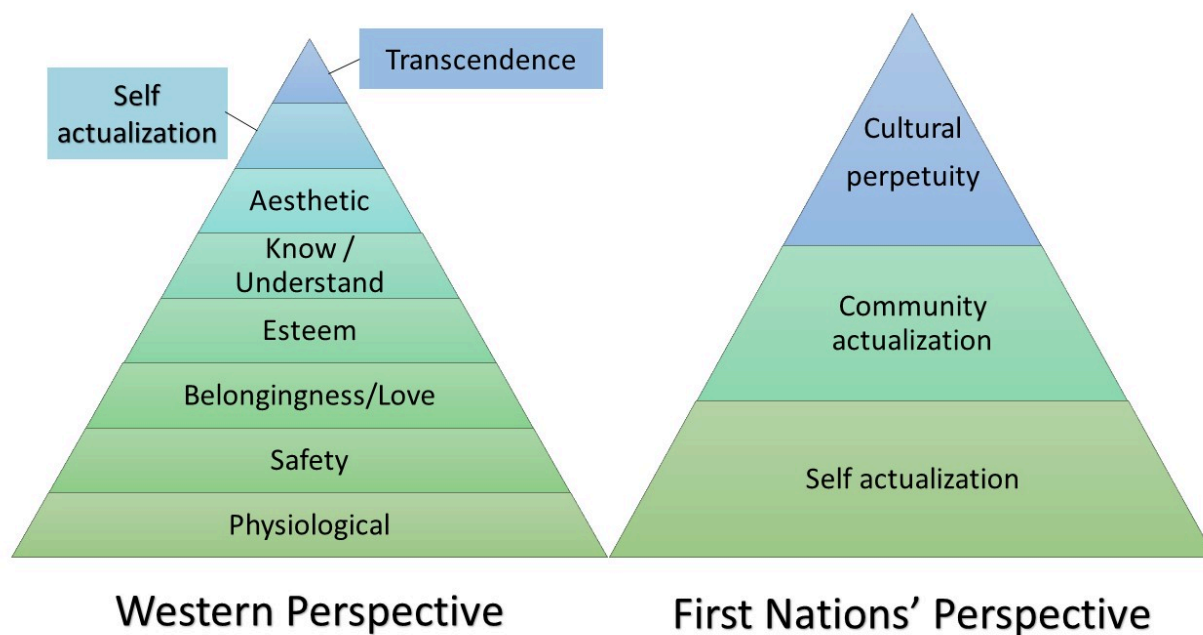 Transcendence
Self
actualization
Aesthetic
Know /
Understand
Esteem
Belongingness/Love
Safety
Physiological
Western Perspective
Cultural
perpetuity
Community
actualization
Self actualization
First Nations’ Perspective